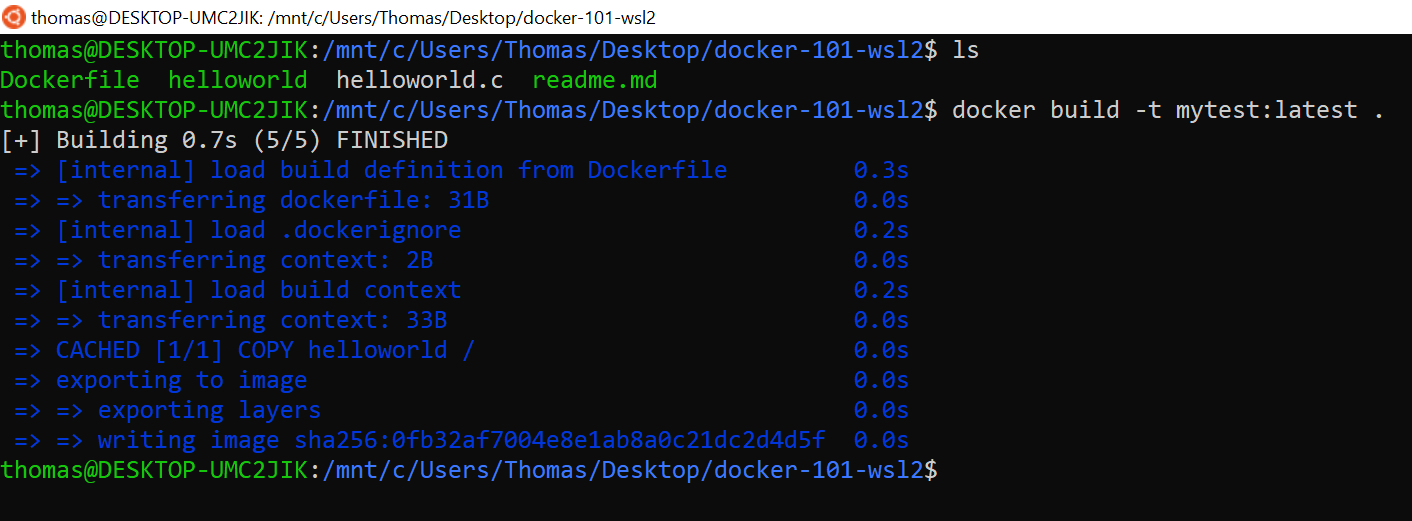 thomas@DESKTOP-UMC2JIK: /mnt/c/Users/Thomas/Desktop/docker-101-wsl2
thomas@DESKTOP-UMC2JIK:/mnt/c/Users/Thomas/Desktop/docker-101-wsl2$ ls
Dockerfile  helloworld  helloworld.c  readme.md
thomas@DESKTOP-UMC2JIK:/mnt/c/Users/Thomas/Desktop/docker-101-wsl2$ docker build -t mytest:latest .
[+] Building 0.7s (5/5) FINISHED
 => [internal] load build definition from Dockerfile         0.3s
 => => transferring dockerfile: 31B                          0.0s
 => [internal] load .dockerignore                            0.2s
 => => transferring context: 2B                              0.0s
 => [internal] load build context                            0.2s
 => => transferring context: 33B                             0.0s
 => CACHED [1/1] COPY helloworld /                           0.0s
 => exporting to image                                       0.0s
 => => exporting layers                                      0.0s
 => => writing image sha256:0fb32af7004e8e1ab8a0c21dc2d4d5f  0.0s
thomas@DESKTOP-UMC2JIK:/mnt/c/Users/Thomas/Desktop/docker-101-wsl2$